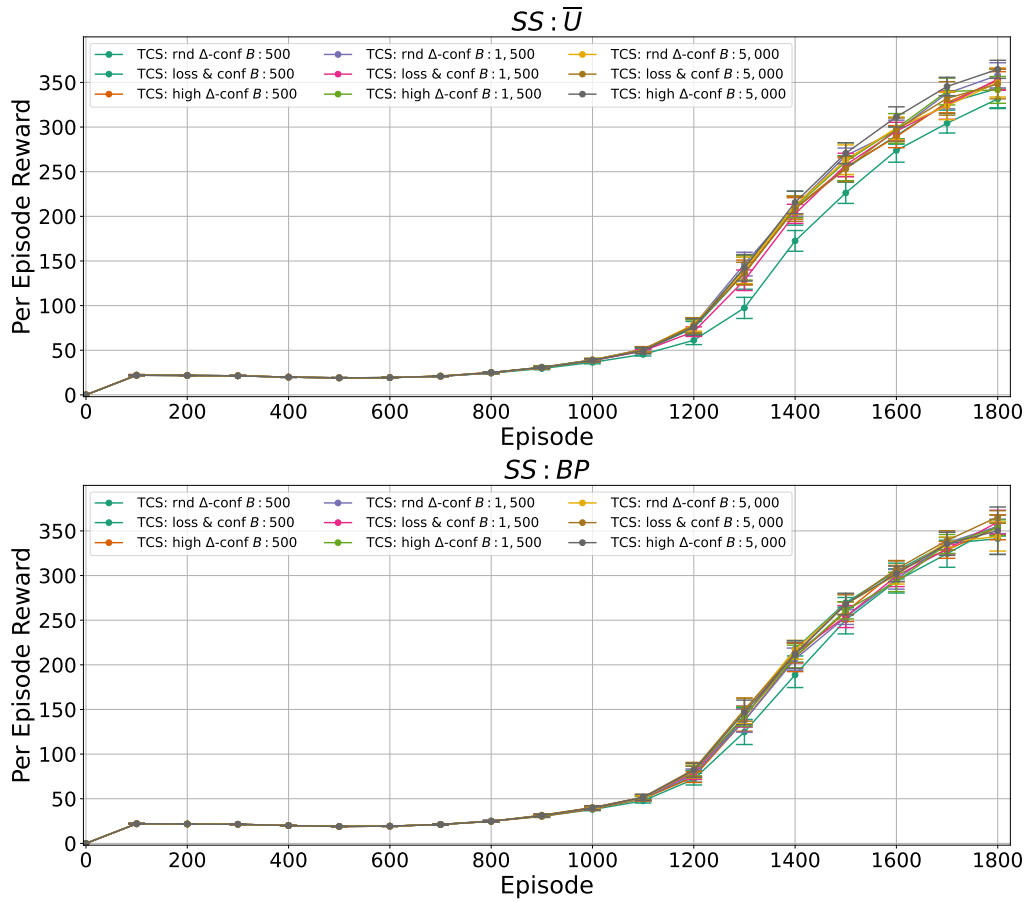 SS : U̅
TCS: rnd Δ-conf B : 500
TCS: loss & conf B : 500
TCS: high Δ-conf B : 500
TCS: rnd Δ-conf B : 1, 500
TCS: loss & conf B : 1, 500
TCS: high Δ-conf B : 1, 500
TCS: rnd Δ-conf B : 5, 000
TCS: loss & conf B : 5, 000
TCS: high Δ-conf B : 5, 000
Per Episode Reward
350
300
250
200
150
100
50
0
0 200 400 600 800 1000 1200 1400 1600 1800
Episode
SS : BP
TCS: rnd Δ-conf B : 500
TCS: loss & conf B : 500
TCS: high Δ-conf B : 500
TCS: rnd Δ-conf B : 1, 500
TCS: loss & conf B : 1, 500
TCS: high Δ-conf B : 1, 500
TCS: rnd Δ-conf B : 5, 000
TCS: loss & conf B : 5, 000
TCS: high Δ-conf B : 5, 000
Per Episode Reward
350
300
250
200
150
100
50
0
0 200 400 600 800 1000 1200 1400 1600 1800
Episode